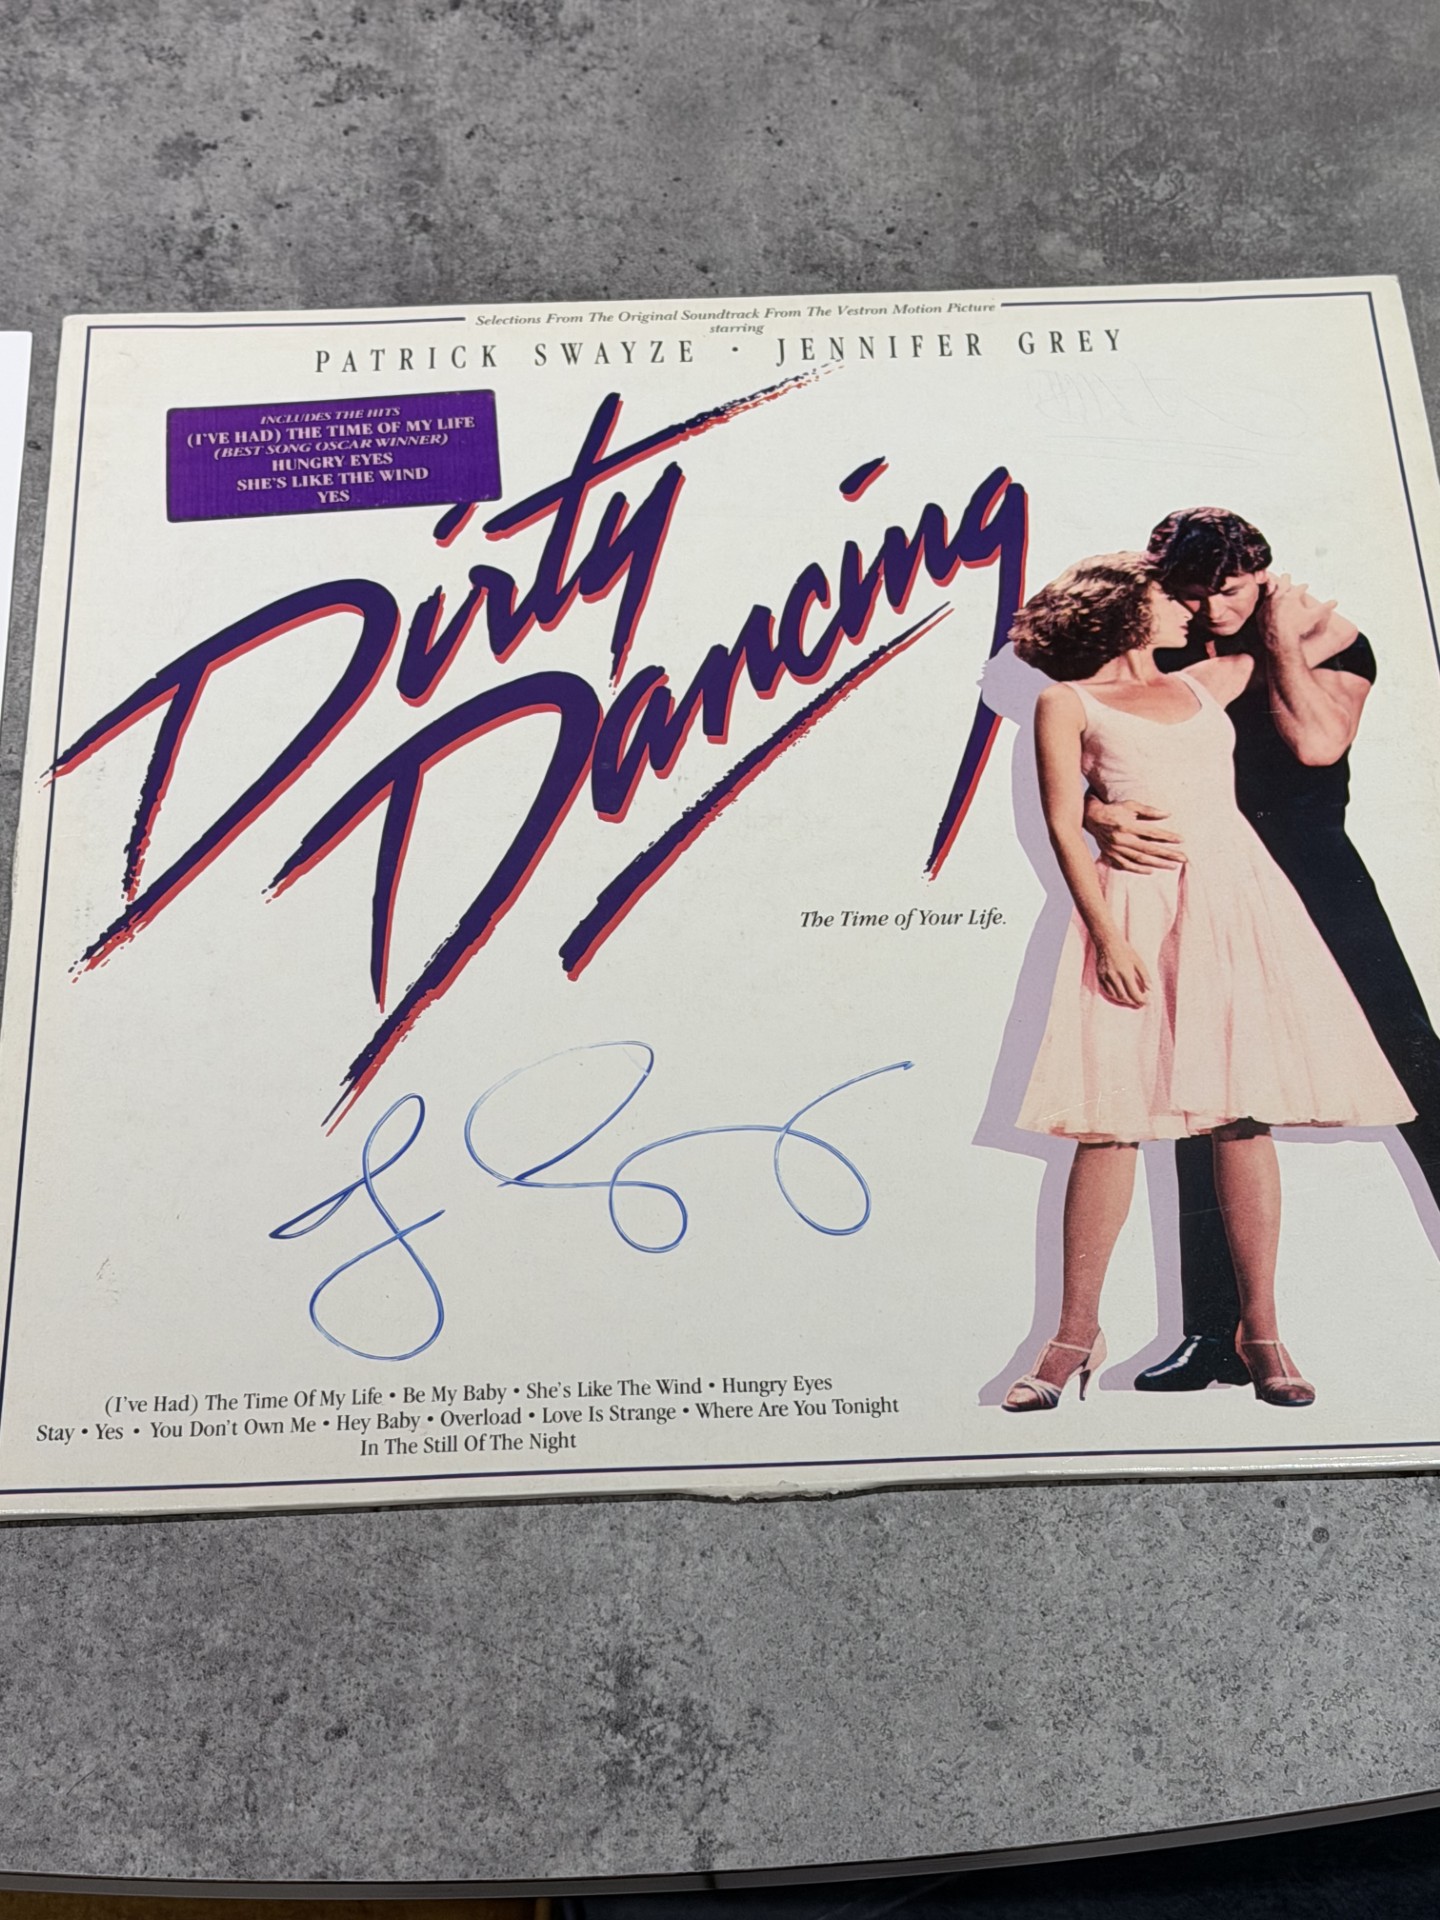 Selections From The Original Soundtrack From The Vestron Motion Picture
starring
PATRICK SWAYZE · JENNIFER GREY
INCLUDES THE HITS
(I'VE HAD) THE TIME OF MY LIFE
(BEST SONG OSCAR WINNER)
HUNGRY EYES
SHE'S LIKE THE WIND
YES
Dirty
Dancing
The Time of Your Life.
(I've Had) The Time Of My Life • Be My Baby • She's Like The Wind • Hungry Eyes
Stay • Yes • You Don't Own Me • Hey Baby • Overload • Love Is Strange • Where Are You Tonight
In The Still Of The Night